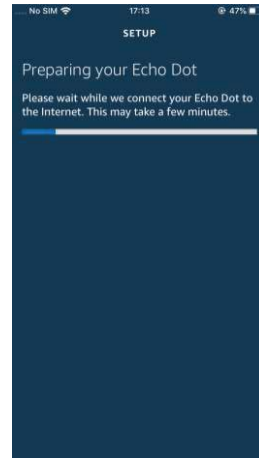 No SIM 17:13 47%
SETUP
Preparing your Echo Dot
Please wait while we connect your Echo Dot to
the Internet. This may take a few minutes.